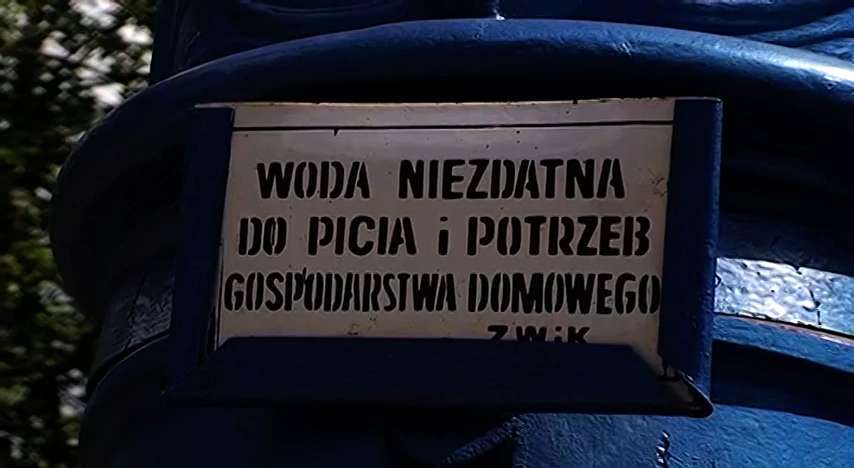 WODA NIEZDATNA
DO PICIA i POTRZEB
GOSPODARSTWA DOMOWEGO
ZWiK